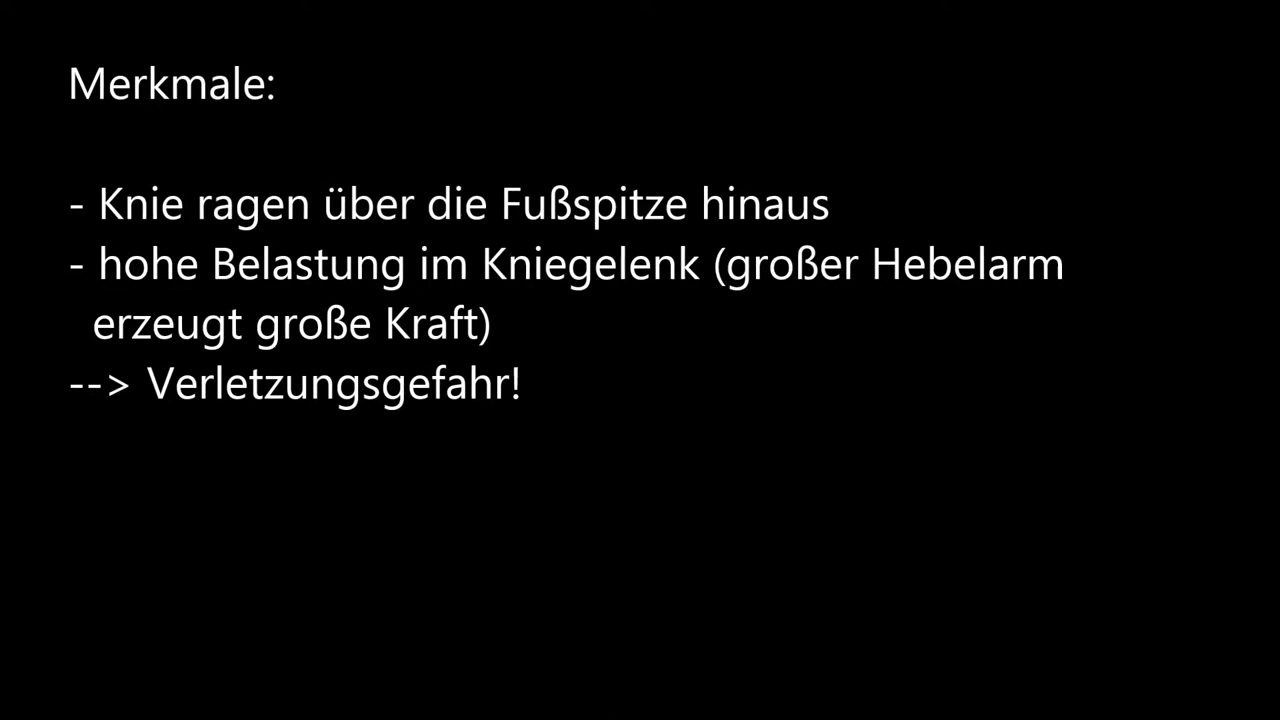 Merkmale:
- Knie ragen über die Fußspitze hinaus
- hohe Belastung im Kniegelenk (großer Hebelarm
erzeugt große Kraft)
--> Verletzungsgefahr!